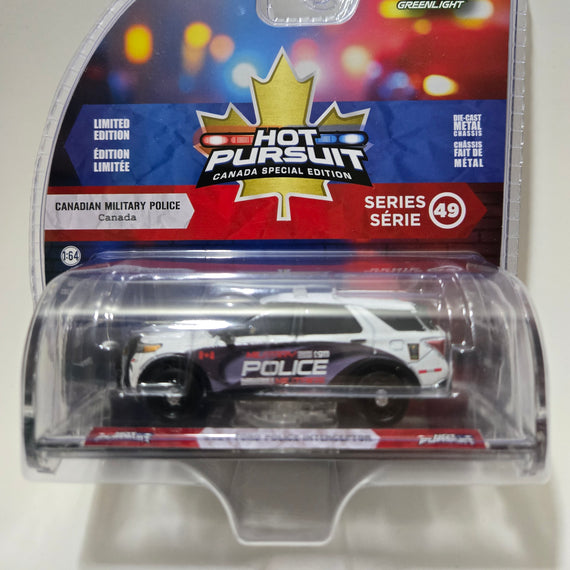 GREENLIGHT
LIMITED
EDITION
ÉDITION
LIMITÉE
HOT
PURSUIT
CANADA SPECIAL EDITION
DIE-CAST
METAL
CHASSIS
CHÂSSIS
FAIT DE
MÉTAL
CANADIAN MILITARY POLICE
Canada
SERIES
SÉRIE
49
1:64
POLICE
FORD POLICE INTERCEPTOR